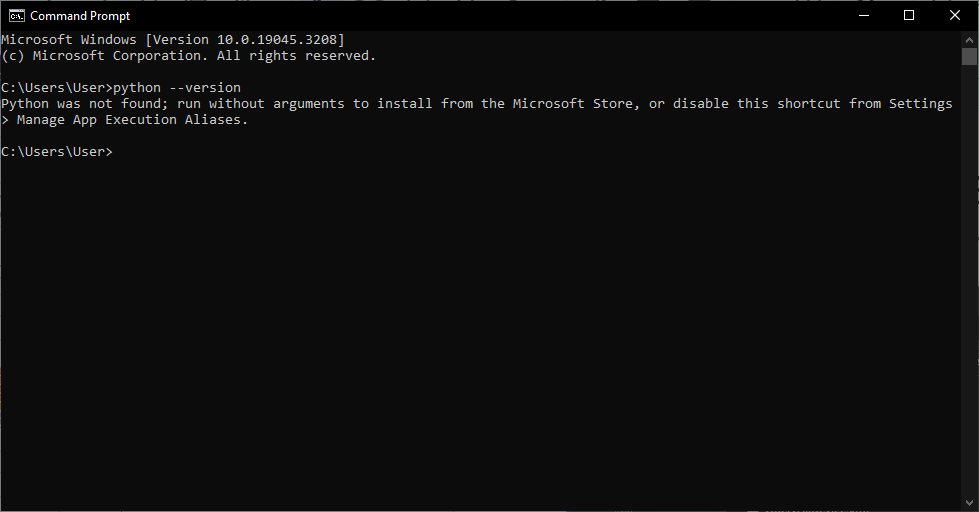 Command Prompt
Microsoft Windows [Version 10.0.19045.3208]
(c) Microsoft Corporation. All rights reserved.
C:\Users\User>python --version
Python was not found; run without arguments to install from the Microsoft Store, or disable this shortcut from Settings
> Manage App Execution Aliases.
C:\Users\User>